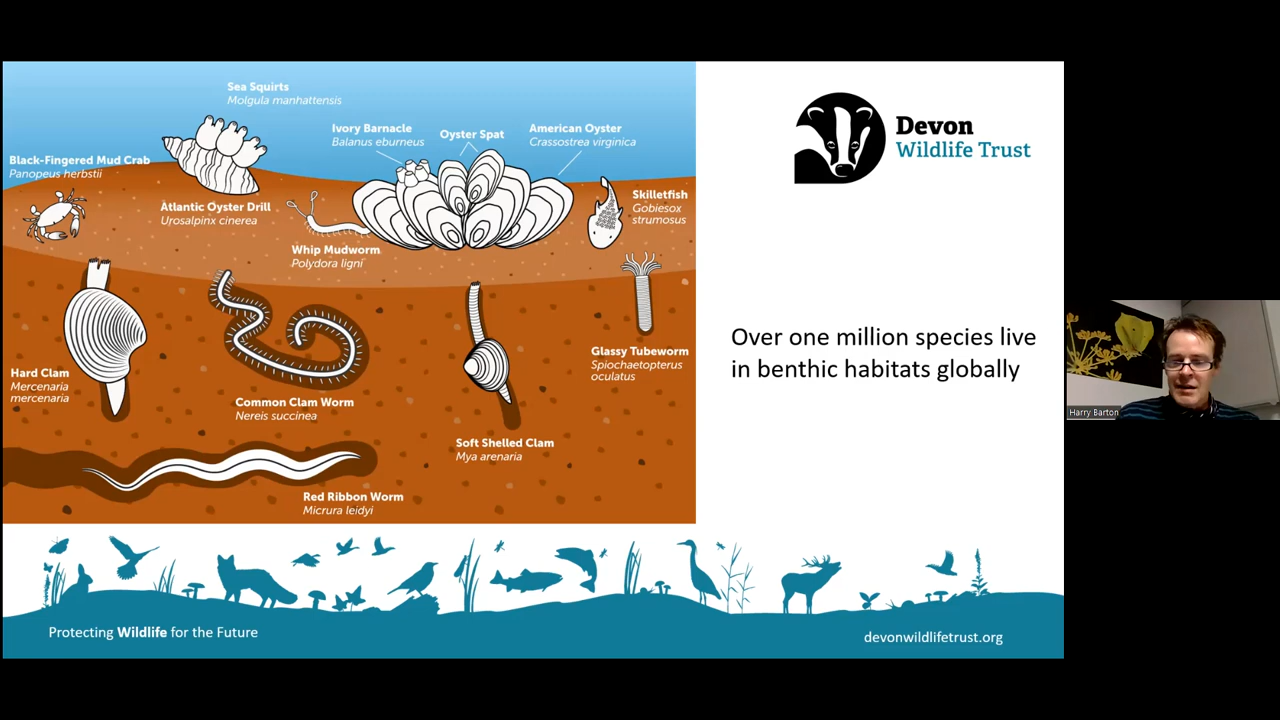 Sea Squirts
Molgula manhattensis
Ivory Barnacle
Balanus eburneus
Oyster Spat
American Oyster
Crassostrea virginica
Black-Fingered Mud Crab
Panopeus herbstii
Atlantic Oyster Drill
Urosalpinx cinerea
Whip Mudworm
Polydora ligni
Skilletfish
Gobiesox
strumosus
Hard Clam
Mercenaria
mercenaria
Common Clam Worm
Nereis succinea
Glassy Tubeworm
Spiochaetopterus
oculatus
Soft Shelled Clam
Mya arenaria
Red Ribbon Worm
Micrura leidyi
Devon
Wildlife Trust
Over one million species live
in benthic habitats globally
Harry Barton
Protecting Wildlife for the Future
devonwildlifetrust.org